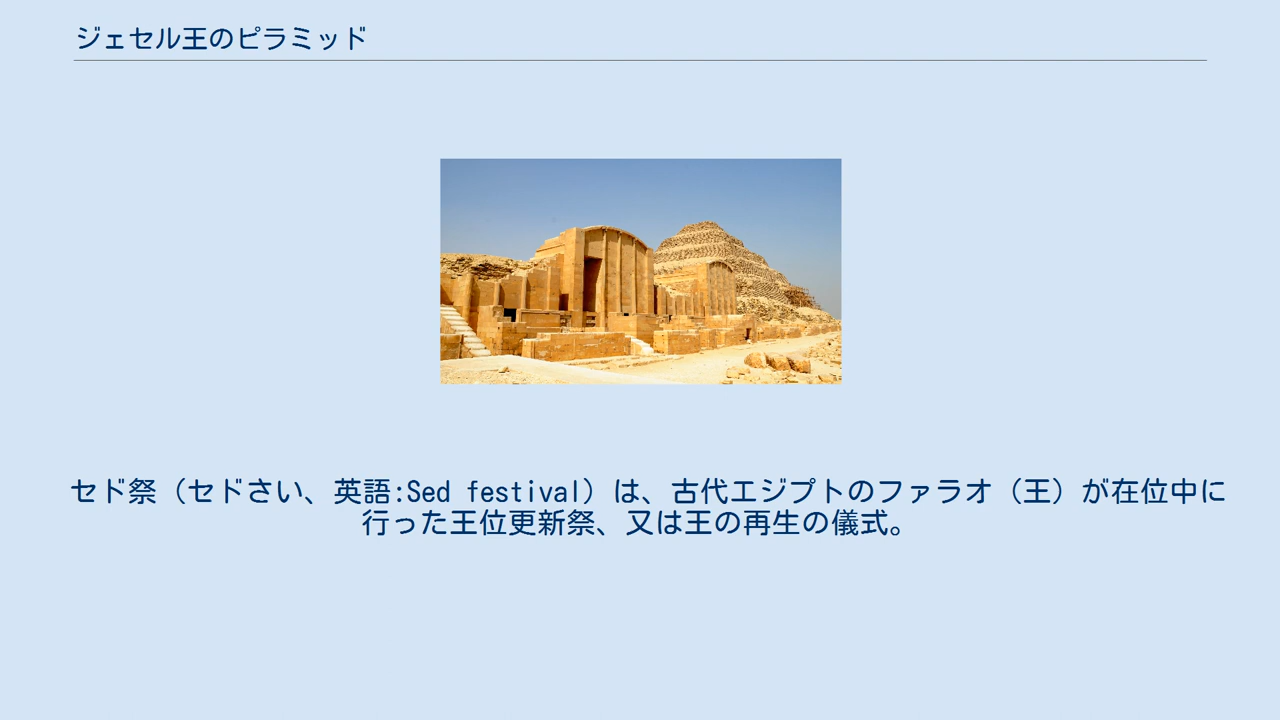 ジェセル王のピラミッド
セド祭（セドさい、英語:Sed festival）は、古代エジプトのファラオ（王）が在位中に
行った王位更新祭、又は王の再生の儀式。